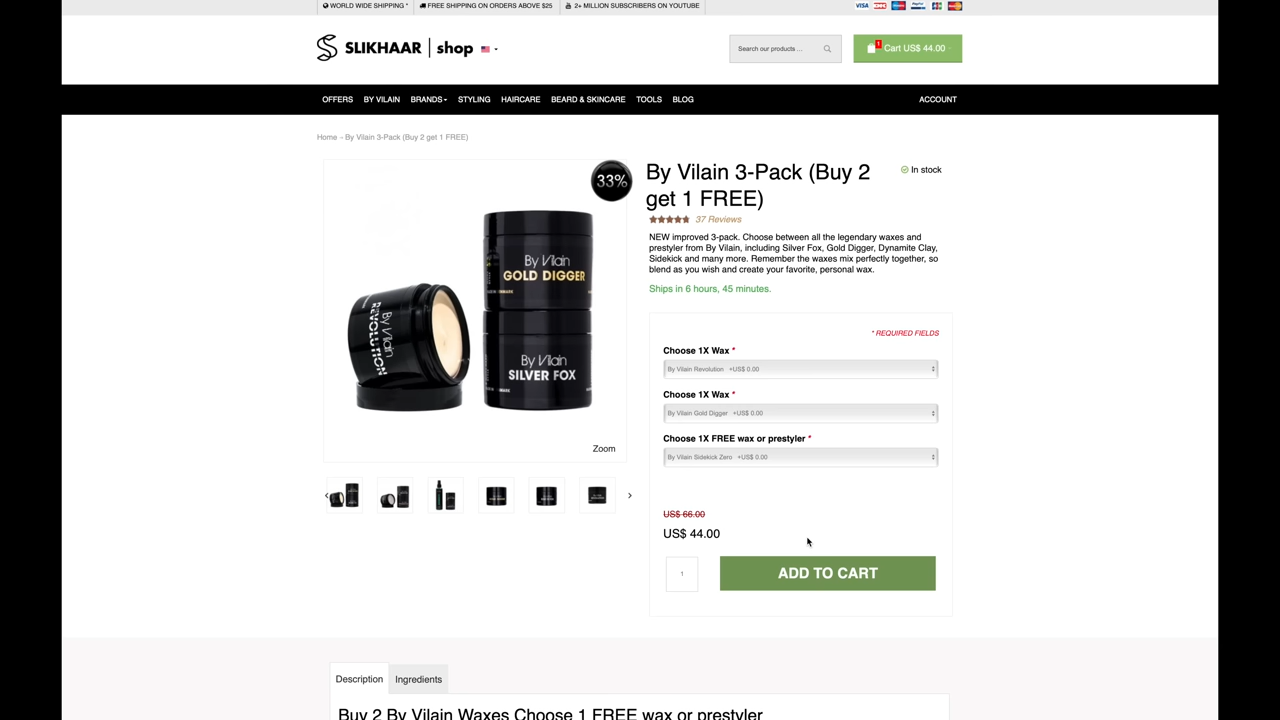 WORLD WIDE SHIPPING * FREE SHIPPING ON ORDERS ABOVE $25 2+ MILLION SUBSCRIBERS ON YOUTUBE VISA PayPal
SLIKHAAR shop Search our products ... 1 Cart US$ 44.00
OFFERS BY VILAIN BRANDS STYLING HAIRCARE BEARD & SKINCARE TOOLS BLOG ACCOUNT
Home - By Vilain 3-Pack (Buy 2 get 1 FREE)
33%
By Vilain
GOLD DIGGER
By Vilain
REVOLUTION
By Vilain
SILVER FOX
Zoom
By Vilain 3-Pack (Buy 2
get 1 FREE)
In stock
37 Reviews
NEW improved 3-pack. Choose between all the legendary waxes and
prestyler from By Vilain, including Silver Fox, Gold Digger, Dynamite Clay,
Sidekick and many more. Remember the waxes mix perfectly together, so
blend as you wish and create your favorite, personal wax.
Ships in 6 hours, 45 minutes.
* REQUIRED FIELDS
Choose 1X Wax *
By Vilain Revolution +US$ 0.00
Choose 1X Wax *
By Vilain Gold Digger +US$ 0.00
Choose 1X FREE wax or prestyler *
By Vilain Sidekick Zero +US$ 0.00
US$ 66.00
US$ 44.00
1 ADD TO CART
Description Ingredients
Buy 2 By Vilain Waxes Choose 1 FREE wax or prestyler